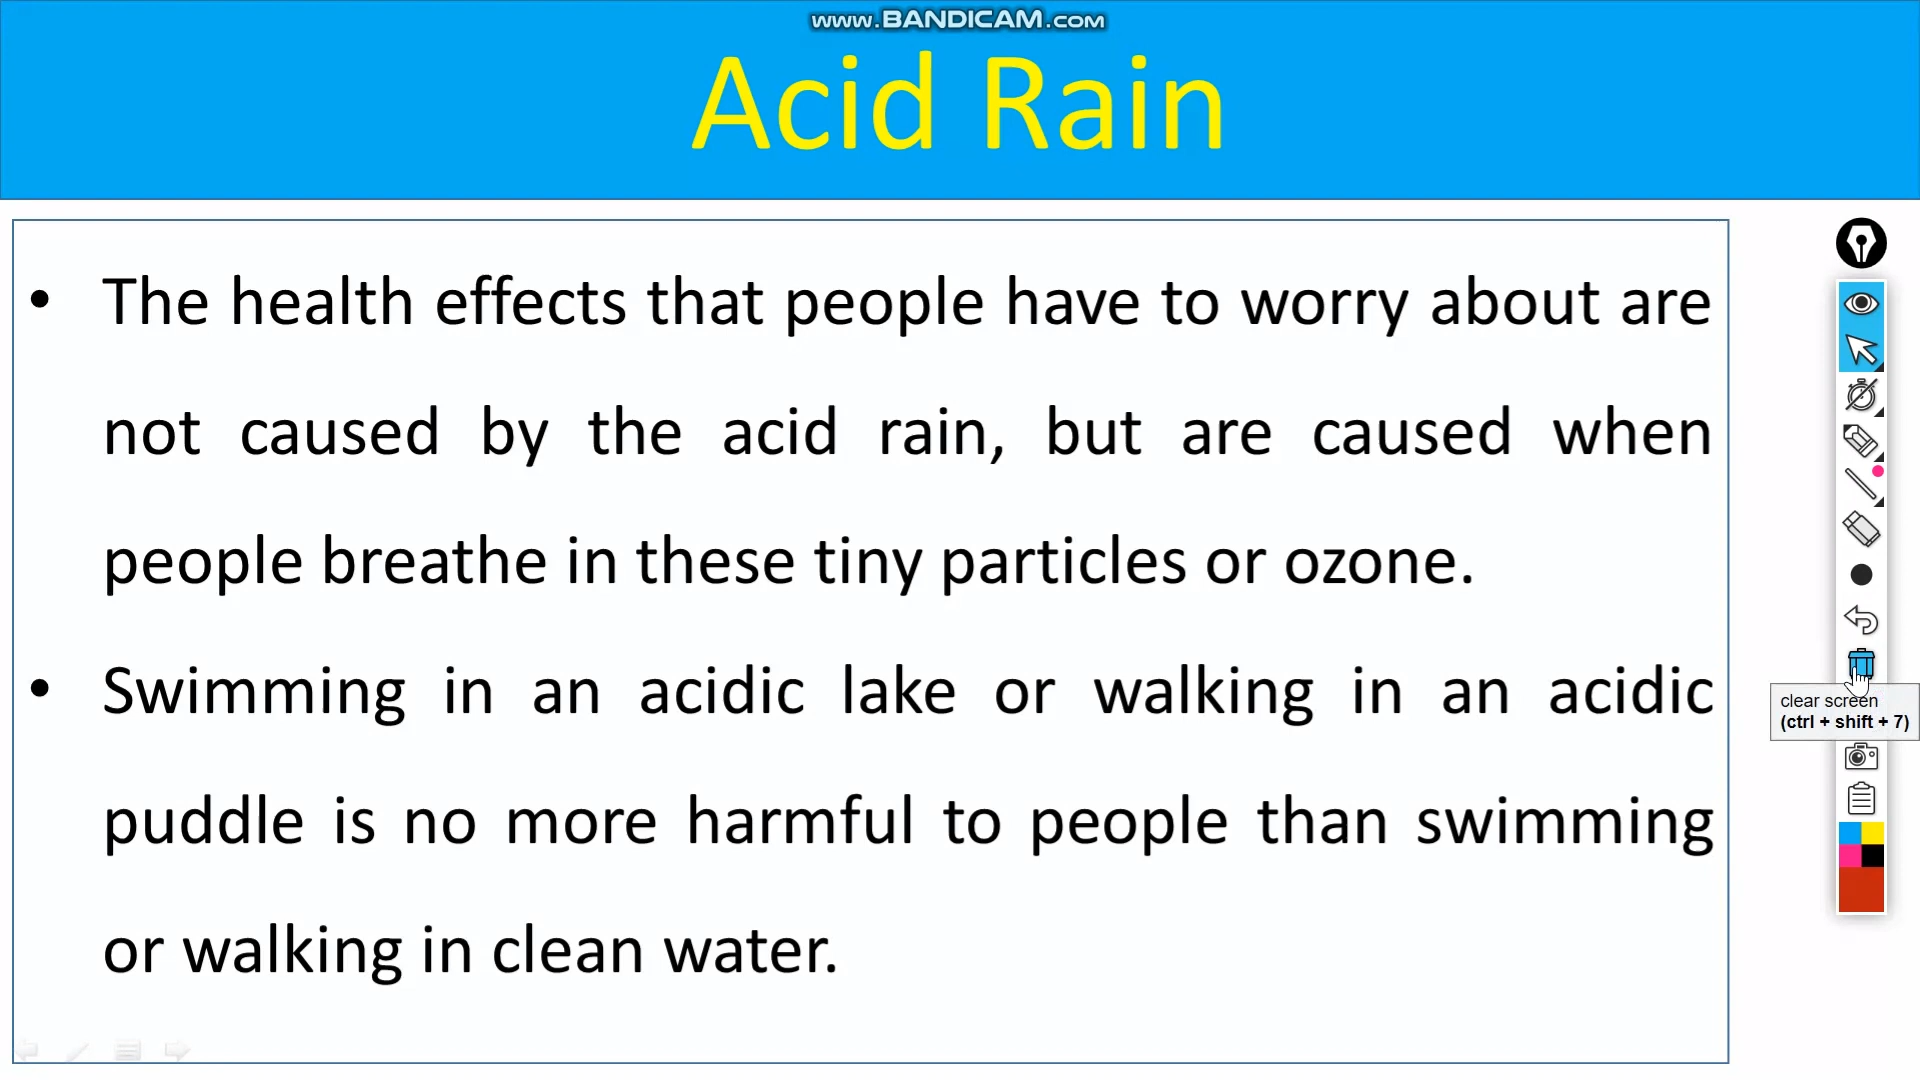 www.BANDICAM.com
Acid Rain
• The health effects that people have to worry about are
not caused by the acid rain, but are caused when
people breathe in these tiny particles or ozone.
• Swimming in an acidic lake or walking in an acidic
puddle is no more harmful to people than swimming
or walking in clean water.
clear screen
(ctrl + shift + 7)